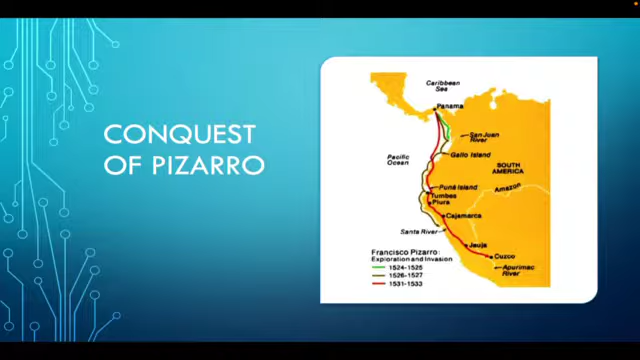 CONQUEST
OF PIZARRO
Caribbean
Sea
Panama
San Juan
River
Pacific
Ocean
Gallo Island
SOUTH
AMERICA
Amazon
Puná Island
Tumbes
Piura
Cajamarca
Santa River
Jauja
Cuzco
Apurimac
River
Francisco Pizarro:
Exploration and Invasion
1524-1525
1526-1527
1531-1533